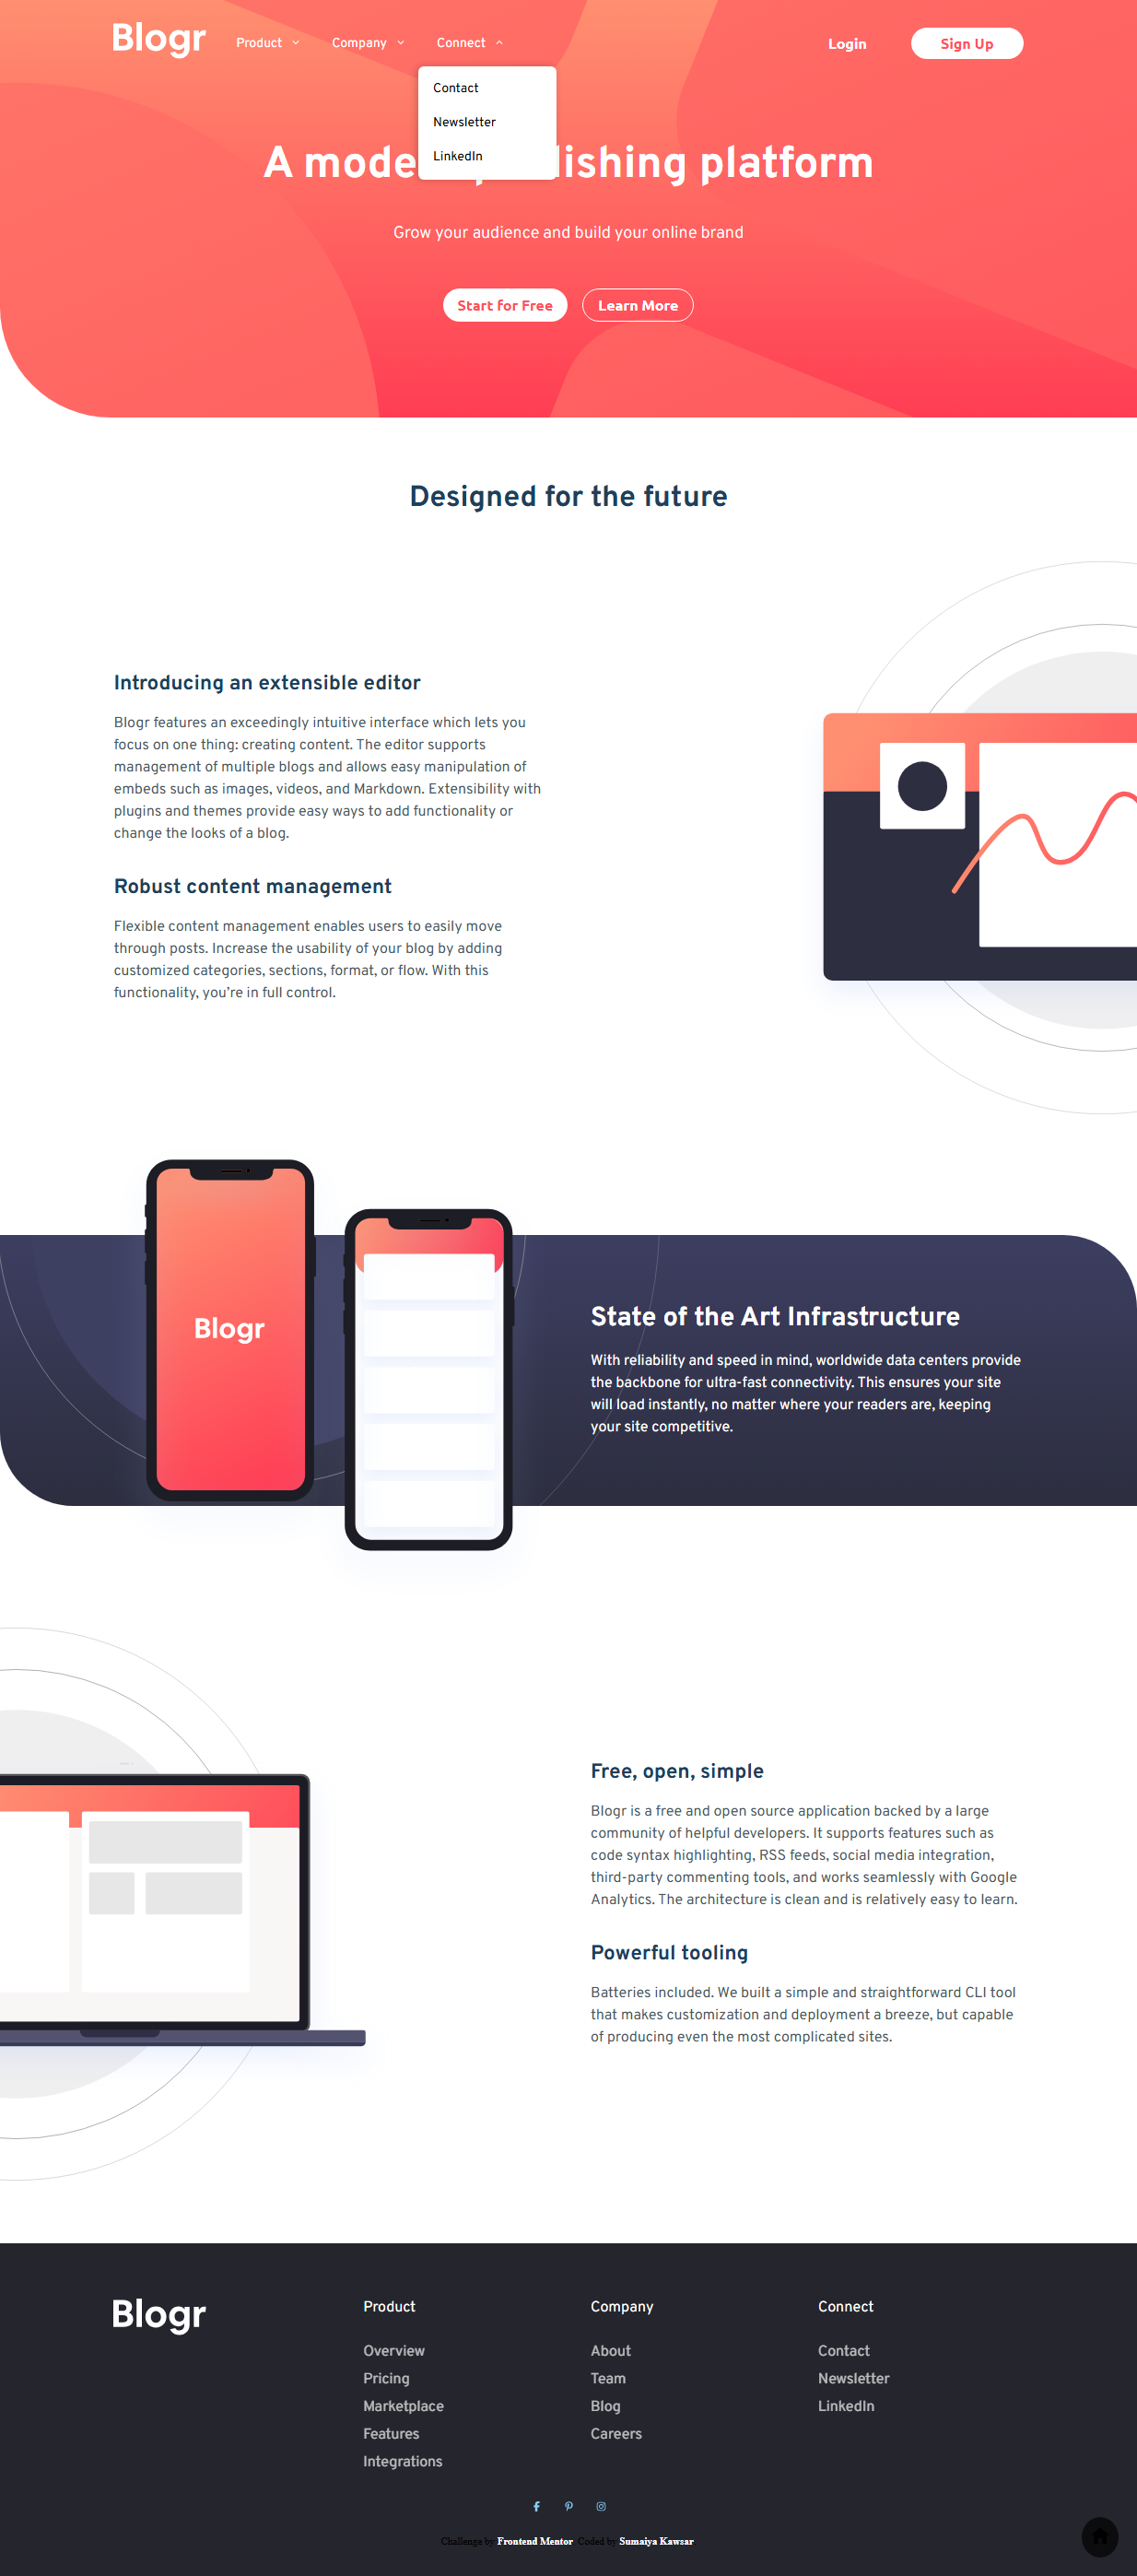 Blogr
Product
Company
Connect
Login
Sign Up
Contact
Newsletter
LinkedIn
A mode lishing platform
Grow your audience and build your online brand
Start for Free
Learn More
Designed for the future
Introducing an extensible editor
Blogr features an exceedingly intuitive interface which lets you
focus on one thing: creating content. The editor supports
management of multiple blogs and allows easy manipulation of
embeds such as images, videos, and Markdown. Extensibility with
plugins and themes provide easy ways to add functionality or
change the looks of a blog.
Robust content management
Flexible content management enables users to easily move
through posts. Increase the usability of your blog by adding
customized categories, sections, format, or flow. With this
functionality, you’re in full control.
Blogr
State of the Art Infrastructure
With reliability and speed in mind, worldwide data centers provide
the backbone for ultra-fast connectivity. This ensures your site
will load instantly, no matter where your readers are, keeping
your site competitive.
Free, open, simple
Blogr is a free and open source application backed by a large
community of helpful developers. It supports features such as
code syntax highlighting, RSS feeds, social media integration,
third-party commenting tools, and works seamlessly with Google
Analytics. The architecture is clean and is relatively easy to learn.
Powerful tooling
Batteries included. We built a simple and straightforward CLI tool
that makes customization and deployment a breeze, but capable
of producing even the most complicated sites.
Blogr
Product
Overview
Pricing
Marketplace
Features
Integrations
Company
About
Team
Blog
Careers
Connect
Contact
Newsletter
LinkedIn
Challenge by Frontend Mentor. Coded by Sumaiya Kawsar.